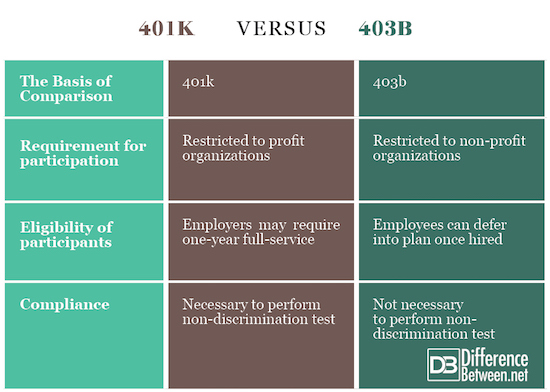 401K VERSUS 403B
The Basis of
Comparison
401k
403b
Requirement for
participation
Restricted to profit
organizations
Restricted to non-profit
organizations
Eligibility of
participants
Employers may require
one-year full-service
Employees can defer
into plan once hired
Compliance
Necessary to perform
non-discrimination test
Not necessary
to perform non-
discrimination test
DB Difference
Between.net